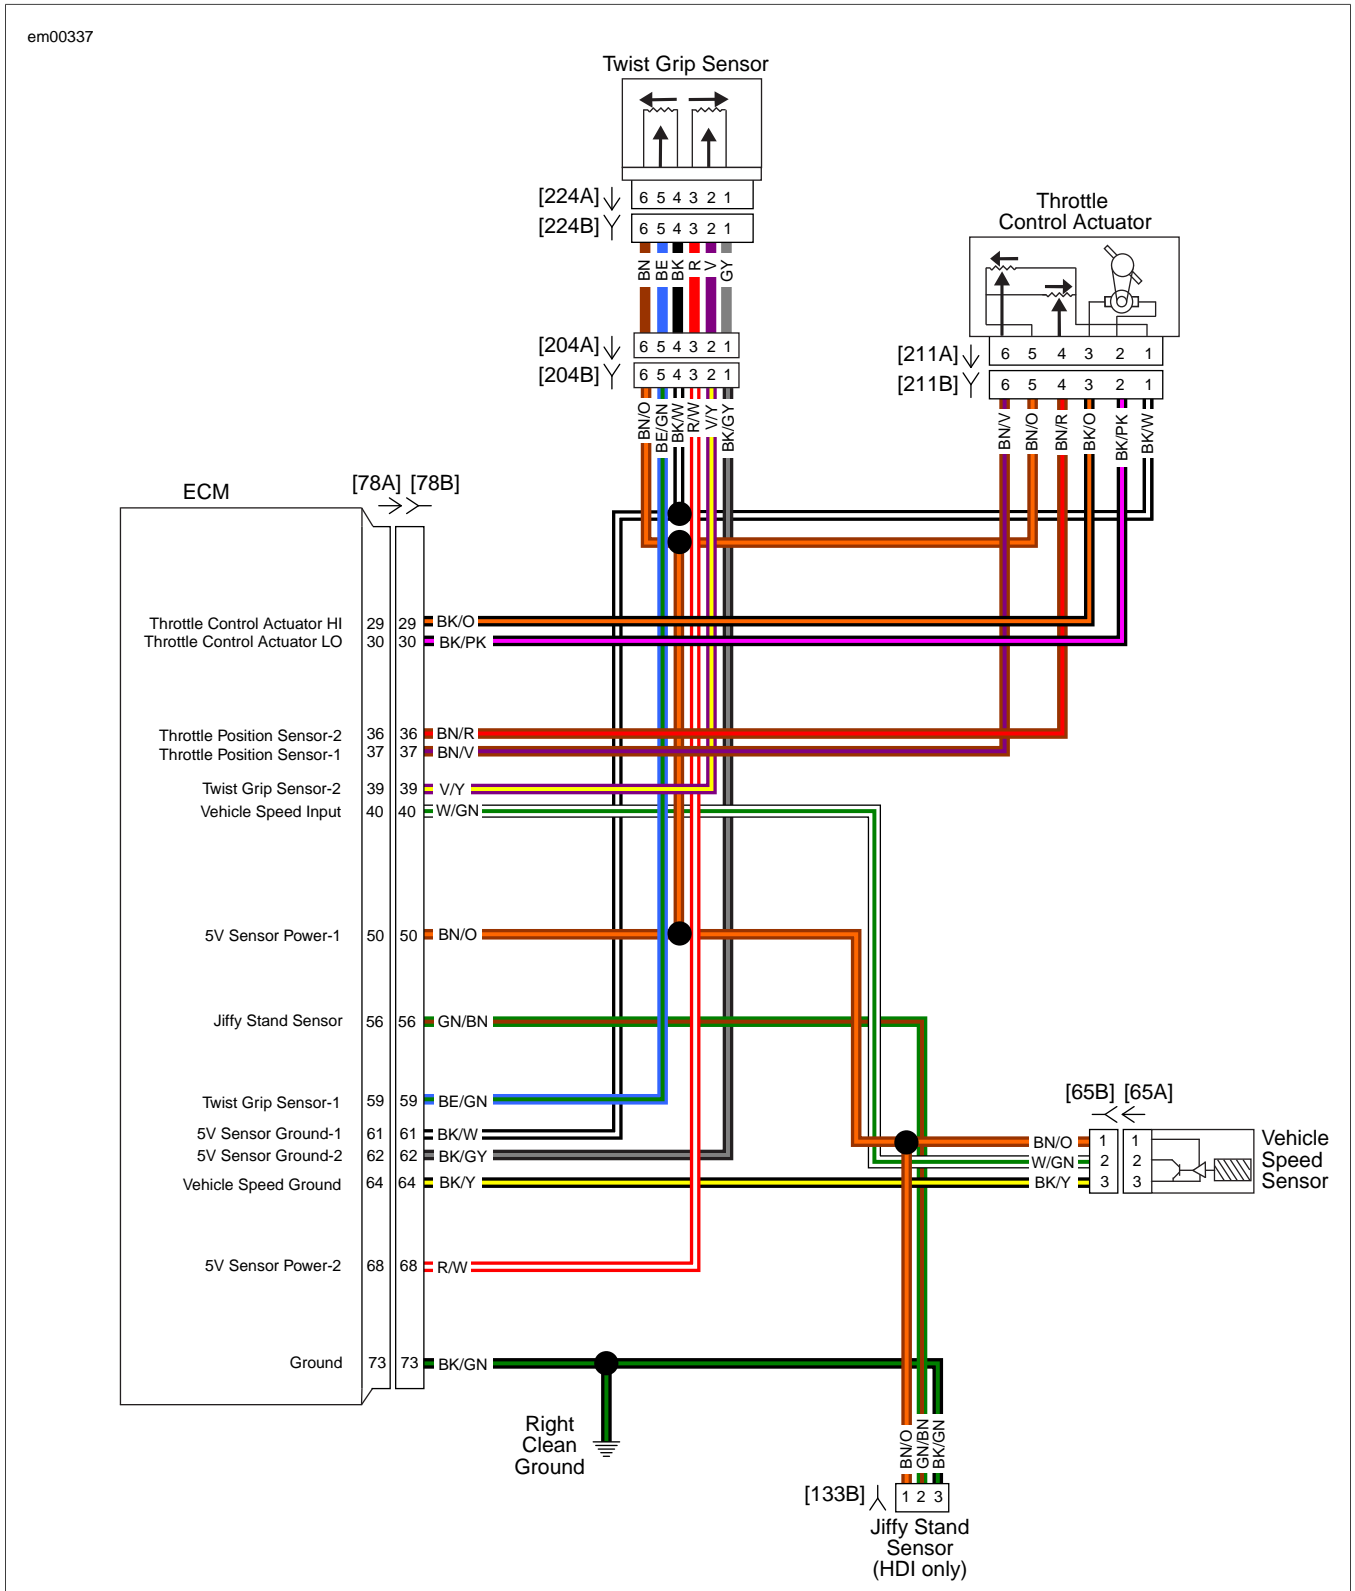 em00337
Twist Grip Sensor
[224A]
6 5 4 3 2 1
[224B]
6 5 4 3 2 1
BN BE BK R V GY
[204A]
6 5 4 3 2 1
[204B]
6 5 4 3 2 1
BN/O BE/GN BK/W R/W V/Y BK/GY
Throttle
Control Actuator
[211A]
6 5 4 3 2 1
[211B]
6 5 4 3 2 1
BN/V BN/O BN/R BK/O BK/PK BK/W
ECM
[78A] [78B]
Throttle Control Actuator HI 29 29 BK/O
Throttle Control Actuator LO 30 30 BK/PK
Throttle Position Sensor-2 36 36 BN/R
Throttle Position Sensor-1 37 37 BN/V
Twist Grip Sensor-2 39 39 V/Y
Vehicle Speed Input 40 40 W/GN
5V Sensor Power-1 50 50 BN/O
Jiffy Stand Sensor 56 56 GN/BN
Twist Grip Sensor-1 59 59 BE/GN
5V Sensor Ground-1 61 61 BK/W
5V Sensor Ground-2 62 62 BK/GY
Vehicle Speed Ground 64 64 BK/Y
5V Sensor Power-2 68 68 R/W
Ground 73 73 BK/GN
[65B] [65A]
BN/O 1 1
W/GN 2 2
BK/Y 3 3
Vehicle
Speed
Sensor
Right
Clean
Ground
BN/O GN/BN BK/GN
[133B]
1 2 3
Jiffy Stand
Sensor
(HDI only)